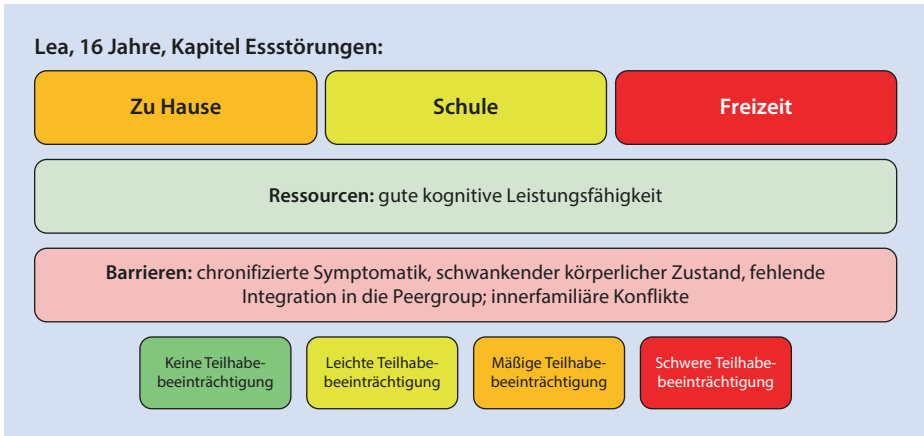 Lea, 16 Jahre, Kapitel Essstörungen:
Zu Hause
Schule
Freizeit
Ressourcen: gute kognitive Leistungsfähigkeit
Barrieren: chronifizierte Symptomatik, schwankender körperlicher Zustand, fehlende
Integration in die Peergroup; innerfamiliäre Konflikte
Keine Teilhabe-
beeinträchtigung
Leichte Teilhabe-
beeinträchtigung
Mäßige Teilhabe-
beeinträchtigung
Schwere Teilhabe-
beeinträchtigung